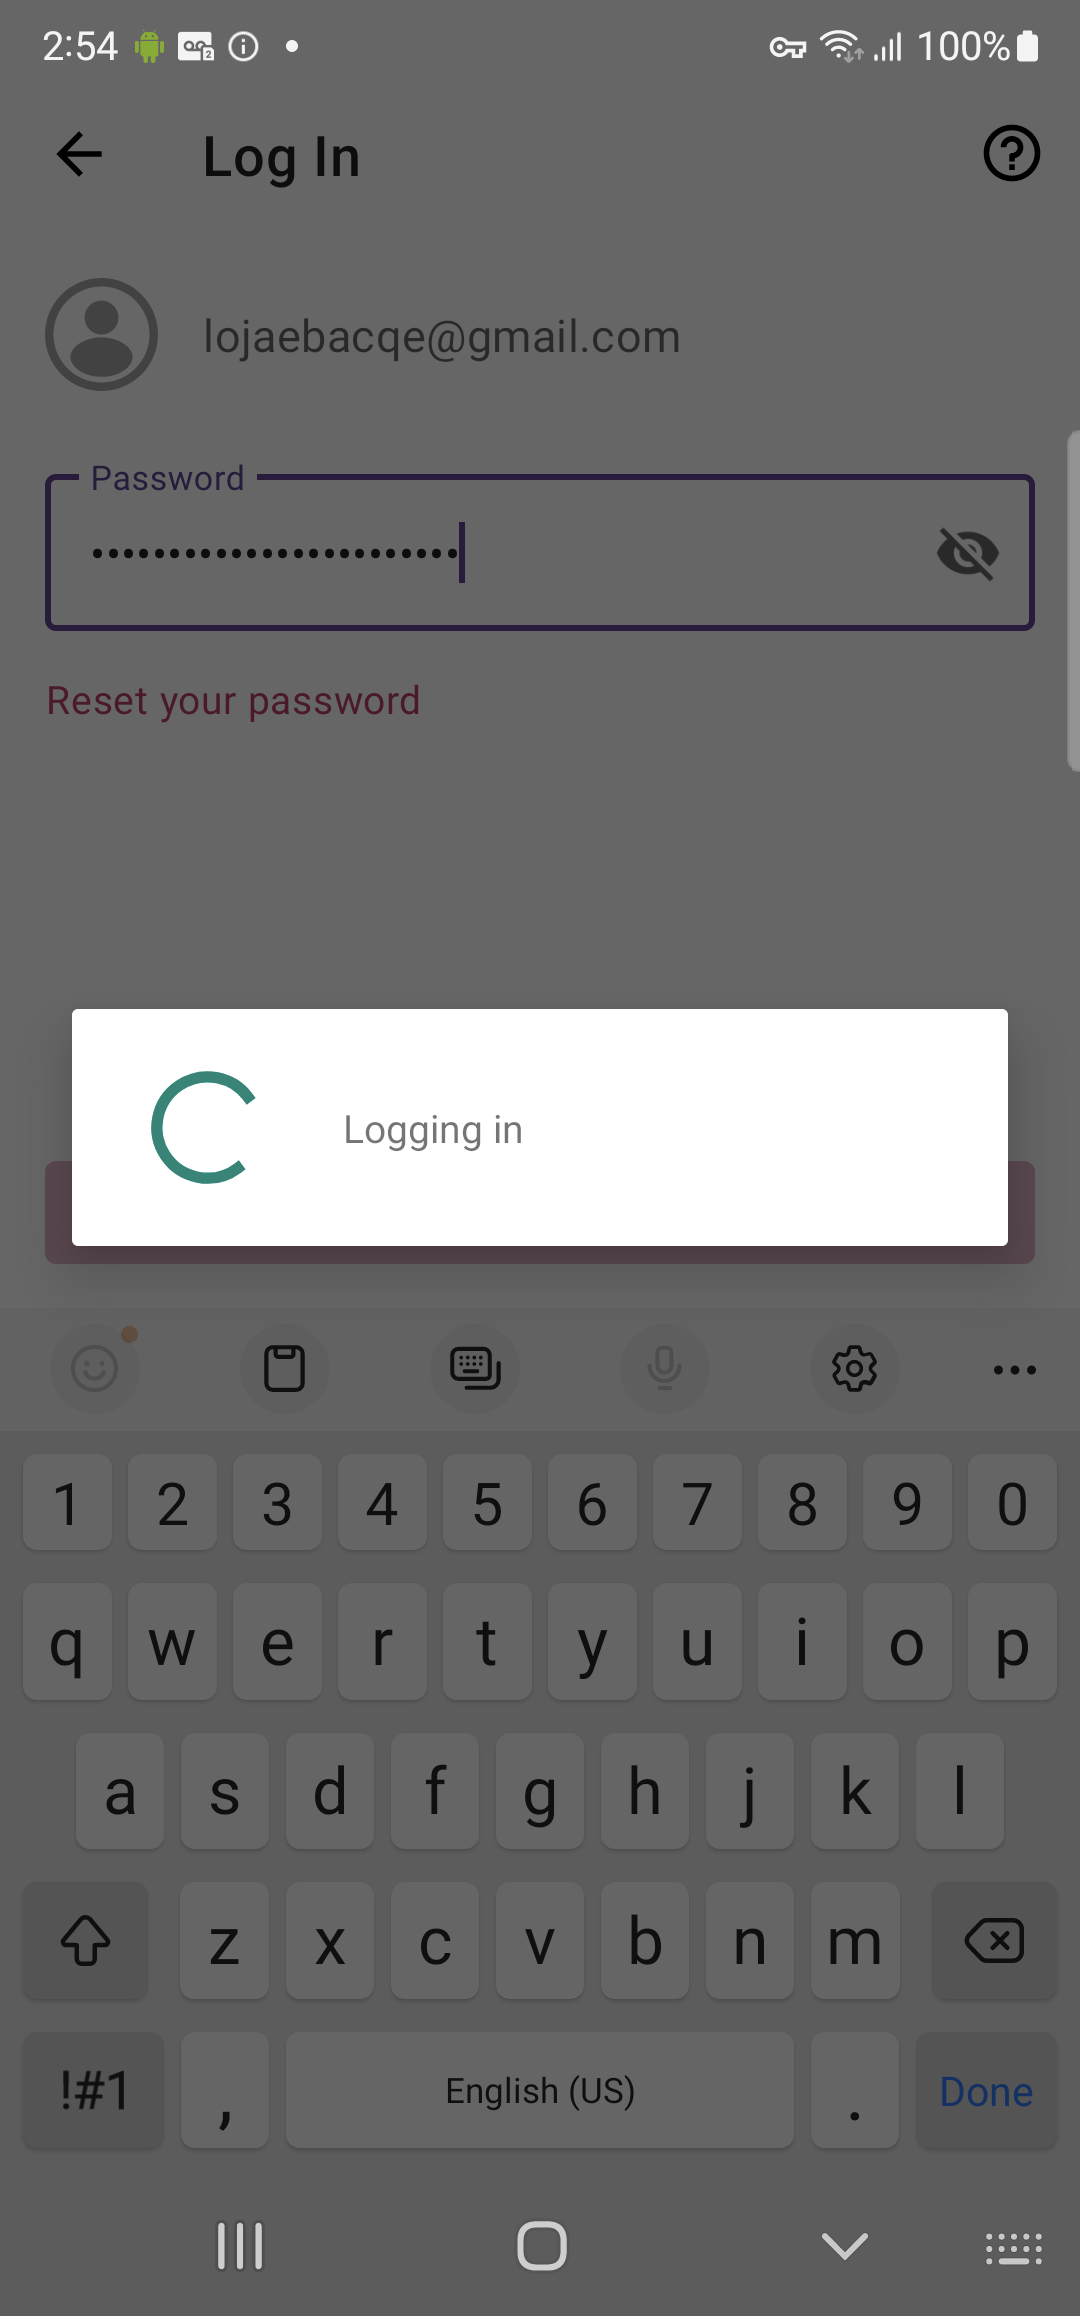 2:54 100%
Log In
lojaebacqe@gmail.com
Password
••••••••••••••••••••••••
Reset your password
Logging in
1 2 3 4 5 6 7 8 9 0
q w e r t y u i o p
a s d f g h j k l
z x c v b n m
!#1 , English (US) . Done